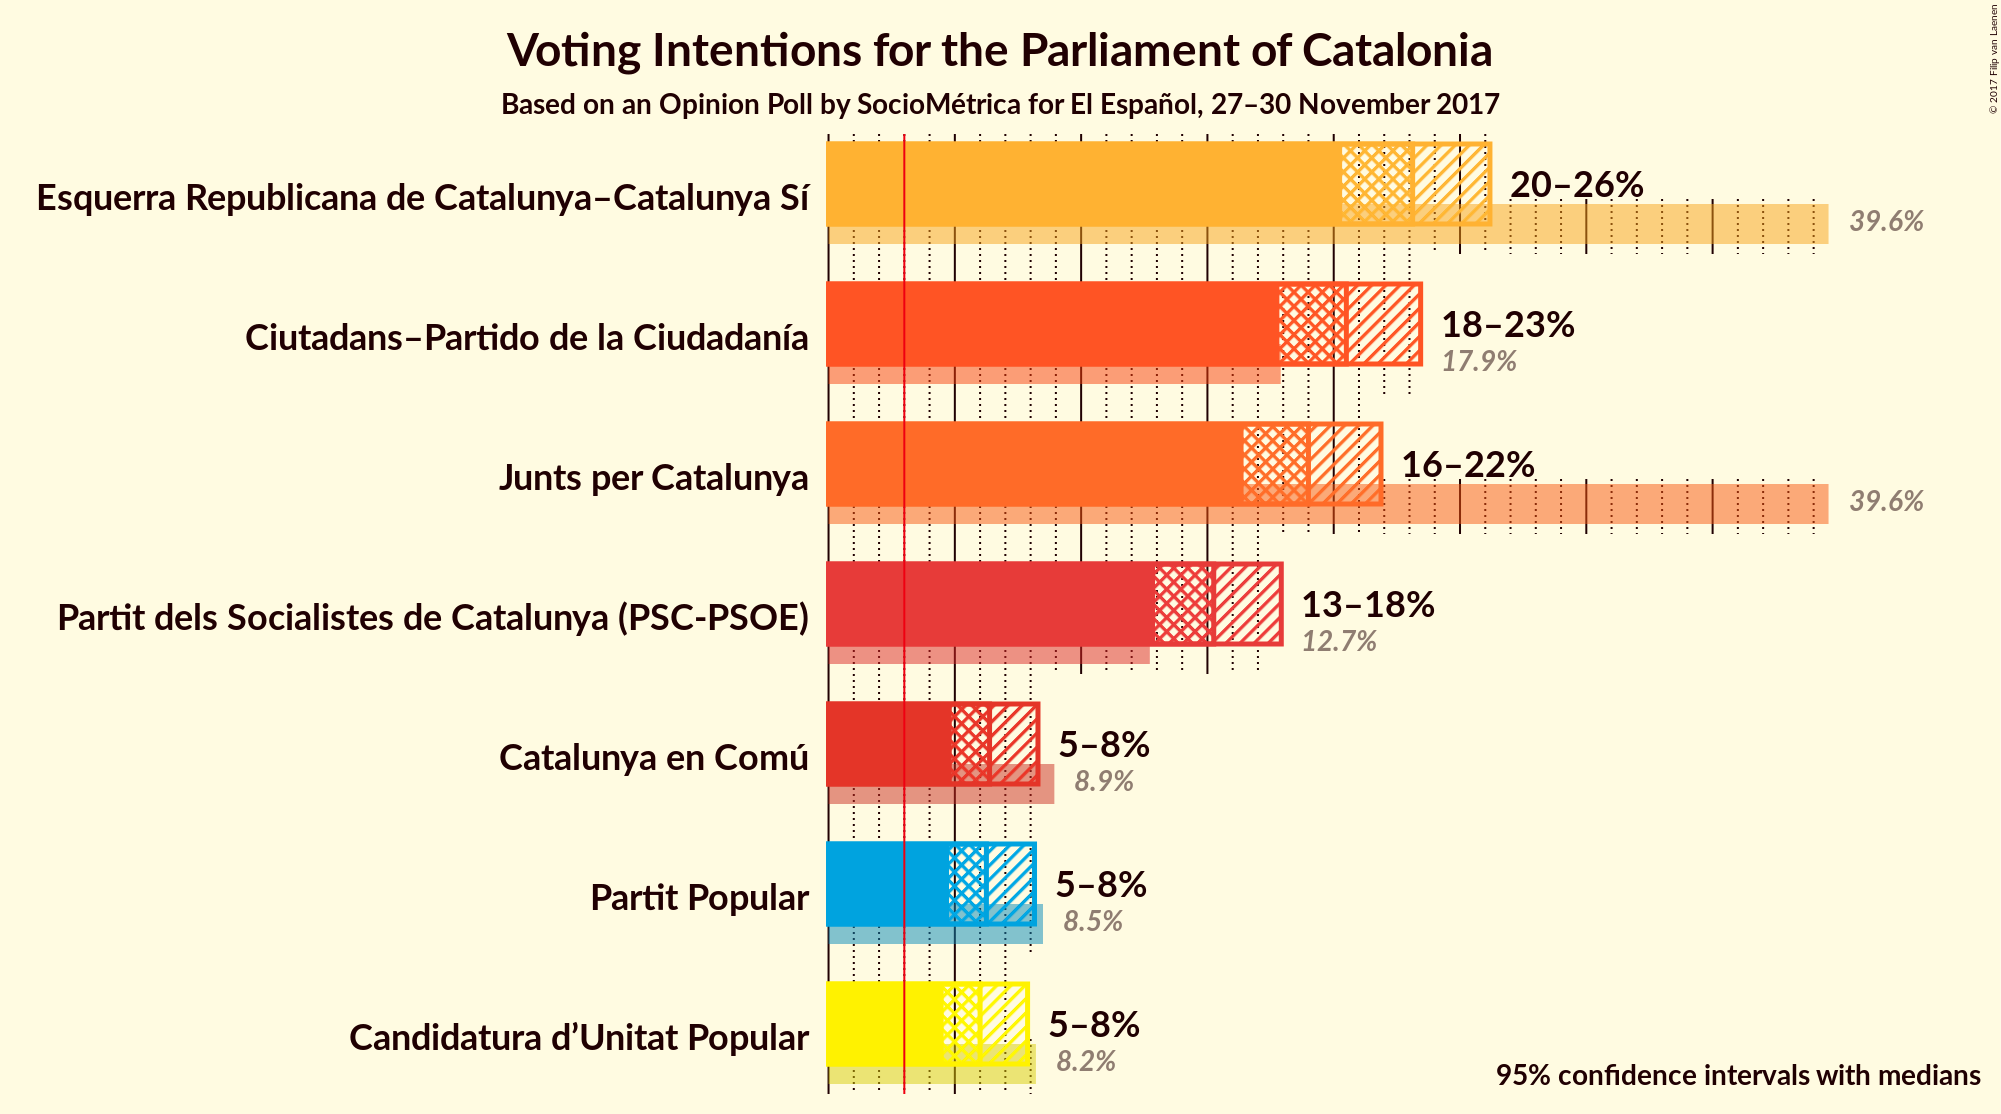 Voting Intentions for the Parliament of Catalonia
Based on an Opinion Poll by SocioMétrica for El Español, 27–30 November 2017
© 2017 Filip van Laenen
Esquerra Republicana de Catalunya–Catalunya Sí
20–26%
39.6%
Ciutadans–Partido de la Ciudadanía
18–23%
17.9%
Junts per Catalunya
16–22%
39.6%
Partit dels Socialistes de Catalunya (PSC-PSOE)
13–18%
12.7%
Catalunya en Comú
5–8%
8.9%
Partit Popular
5–8%
8.5%
Candidatura d’Unitat Popular
5–8%
8.2%
95% confidence intervals with medians